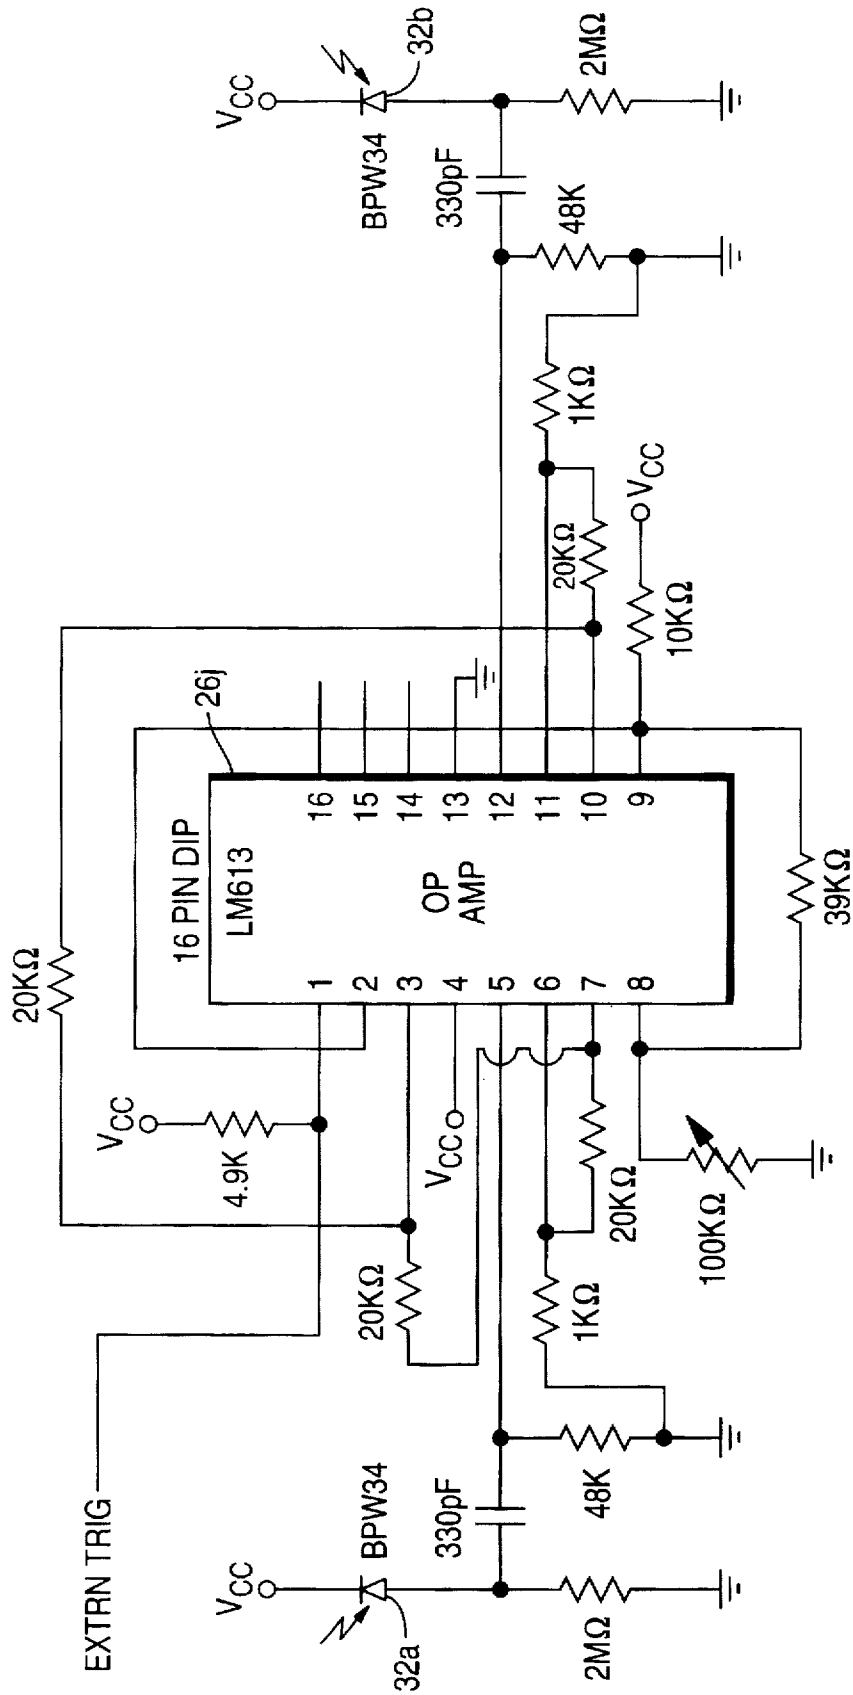 EXTRN TRIG
VCC
32a
BPW34
330pF
2MΩ
48K
1KΩ
20KΩ
20KΩ
VCC
4.9K
20KΩ
VCC
100KΩ
39KΩ
16 PIN DIP
LM613
26j
OP
AMP
1
2
3
4
5
6
7
8
16
15
14
13
12
11
10
9
10KΩ
VCC
20KΩ
1KΩ
48K
330pF
2MΩ
BPW34
32b
VCC